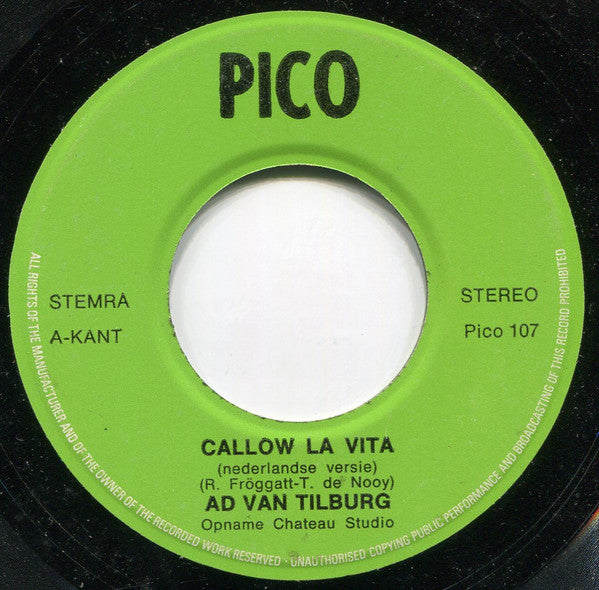 PICO
STEMRA
A-KANT
STEREO
Pico 107
CALLOW LA VITA
(nederlandse versie)
(R. Fröggatt-T. de Nooy)
AD VAN TILBURG
Opname Chateau Studio
ALL RIGHTS OF THE MANUFACTURER AND OF THE OWNER OF THE RECORDED WORK RESERVED - UNAUTHORISED COPYING PUBLIC PERFORMANCE AND BROADCASTING OF THIS RECORD PROHIBITED